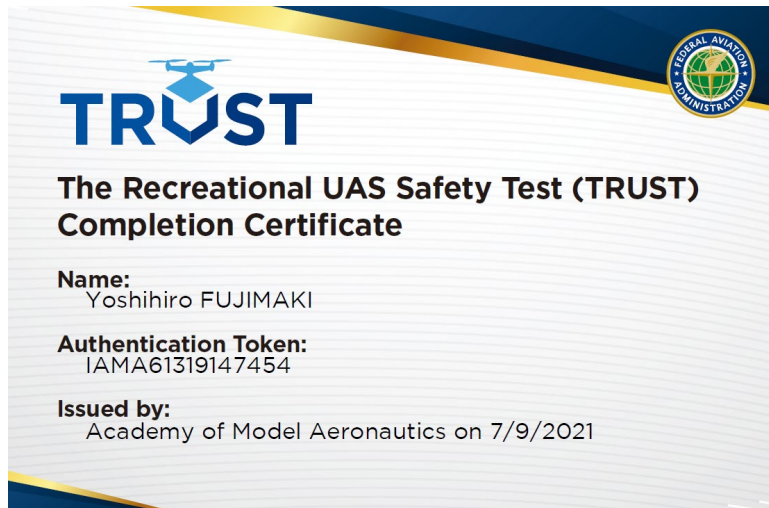 FEDERAL AVIATION
ADMINISTRATION
TRUST
The Recreational UAS Safety Test (TRUST)
Completion Certificate
Name:
Yoshihiro FUJIMAKI
Authentication Token:
IAMA61319147454
Issued by:
Academy of Model Aeronautics on 7/9/2021